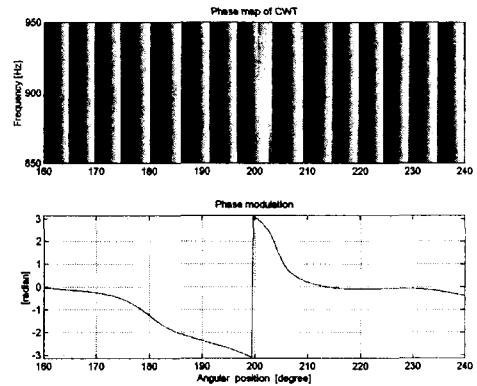 Phase map of CWT
Frequency [Hz]
950
900
850
160 170 180 190 200 210 220 230 240
Phase modulation
[radian]
3
2
1
0
-1
-2
-3
160 170 180 190 200 210 220 230 240
Angular position [degree]